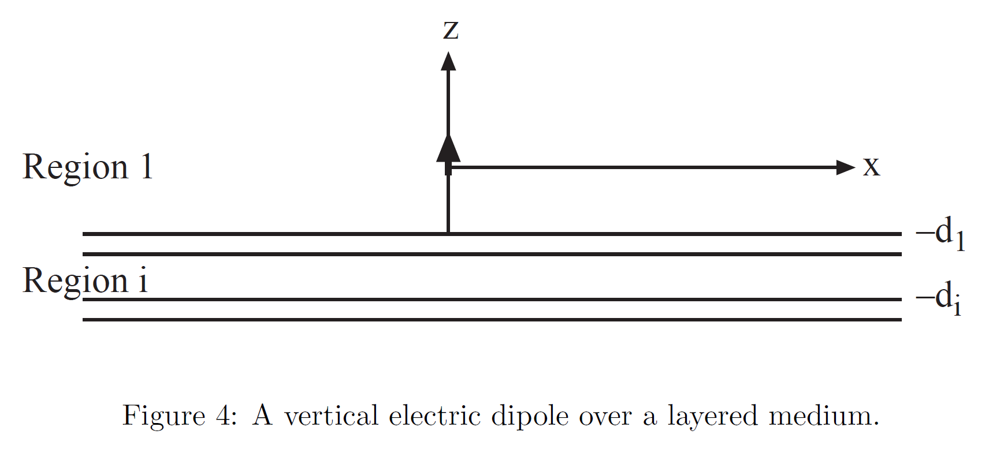 z
Region 1
x
–d1
Region i
–di
Figure 4: A vertical electric dipole over a layered medium.